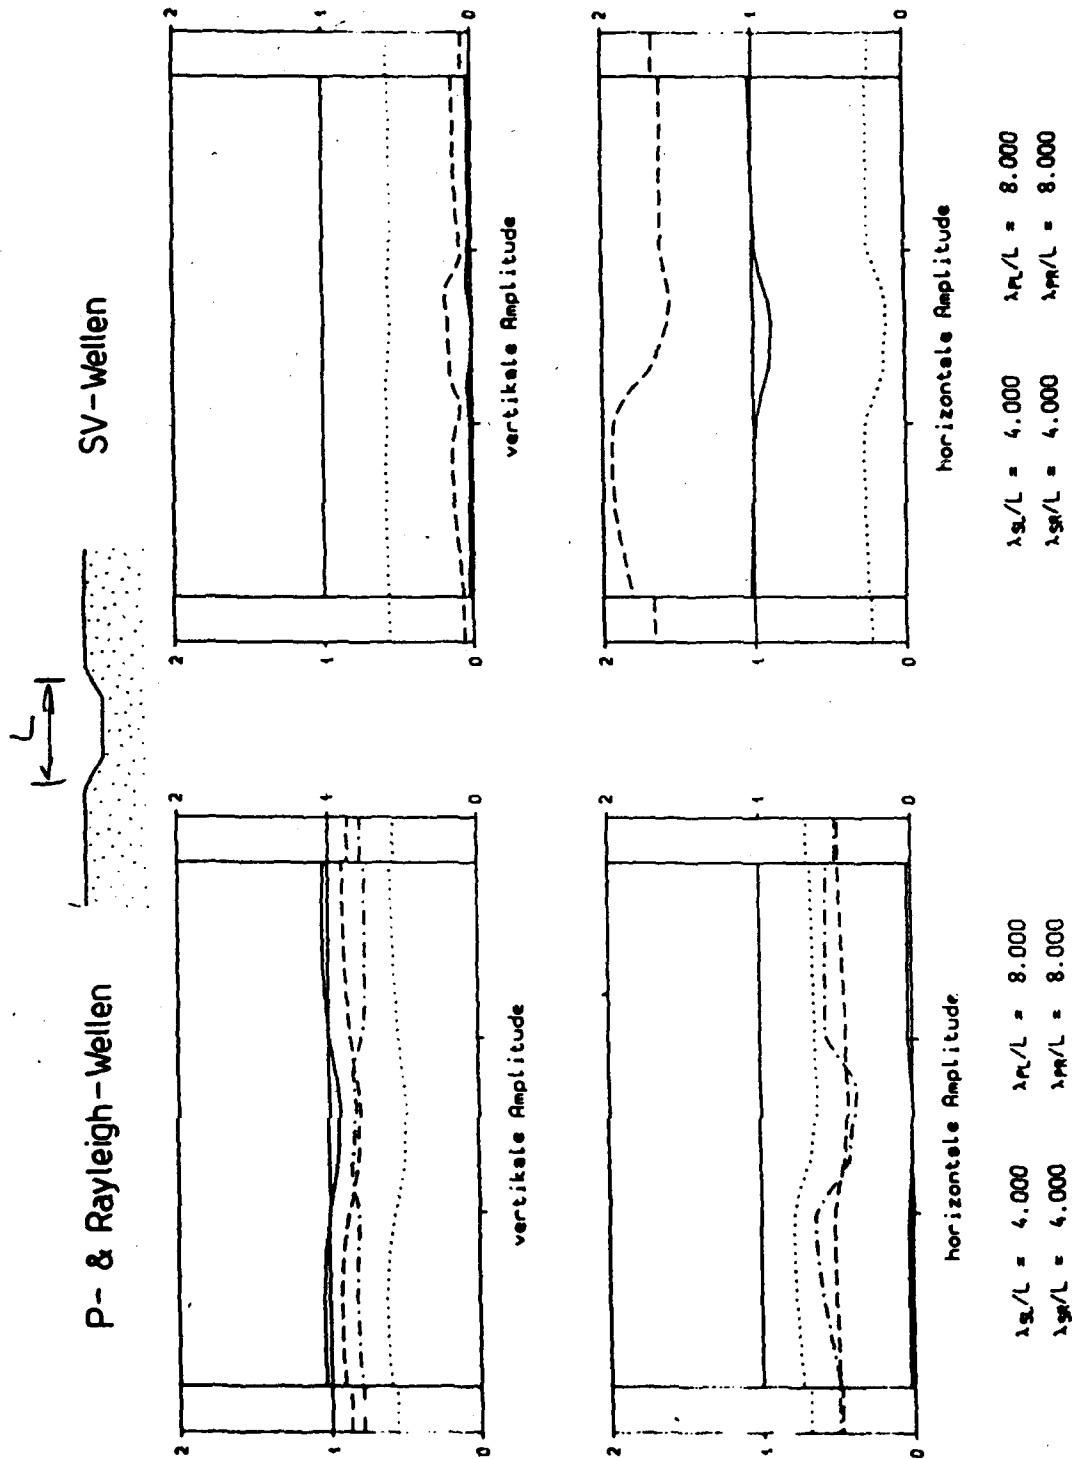 P- & Rayleigh-Wellen
SV-Wellen
L
2
1
0
2
1
0
vertikale Amplitude
2
1
0
2
1
0
vertikale Amplitude
2
1
0
2
1
0
horizontale Amplitude
2
1
0
2
1
0
horizontale Amplitude
λSL/L = 4.000 λPL/L = 8.000
λSR/L = 4.000 λPR/L = 8.000
λSL/L = 4.000 λPL/L = 8.000
λSR/L = 4.000 λPR/L = 8.000